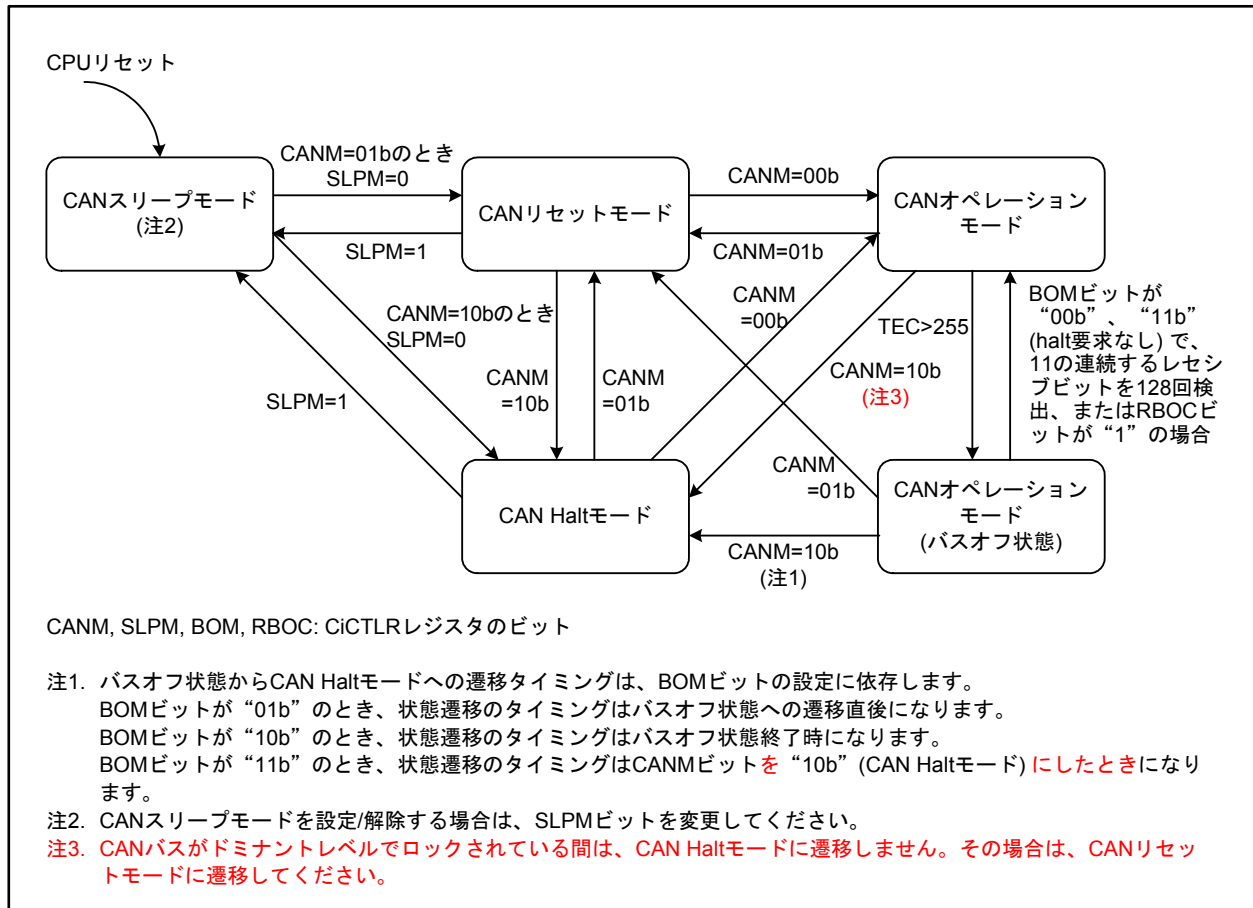 CPUリセット
CANスリープモード
(注2)
CANM=01bのとき
SLPM=0
SLPM=1
CANリセットモード
CANM=00b
CANM=01b
CANオペレーション
モード
CANM=10bのとき
SLPM=0
SLPM=1
CANM
=10b
CANM
=01b
CANM
=00b
TEC>255
CANM=10b
(注3)
BOMビットが
“00b”、“11b”
(halt要求なし) で、
11の連続するレセシ
ブビットを128回検
出、またはRBOCビ
ットが“1”の場合
CANM
=01b
CAN Haltモード
CANM=10b
(注1)
CANオペレーション
モード
(バスオフ状態)
CANM, SLPM, BOM, RBOC: CiCTLRレジスタのビット
注1. バスオフ状態からCAN Haltモードへの遷移タイミングは、BOMビットの設定に依存します。
BOMビットが“01b”のとき、状態遷移のタイミングはバスオフ状態への遷移直後になります。
BOMビットが“10b”のとき、状態遷移のタイミングはバスオフ状態終了時になります。
BOMビットが“11b”のとき、状態遷移のタイミングはCANMビットを“10b”(CAN Haltモード) にしたときになり
ます。
注2. CANスリープモードを設定/解除する場合は、SLPMビットを変更してください。
注3. CANバスがドミナントレベルでロックされている間は、CAN Haltモードに遷移しません。その場合は、CANリセッ
トモードに遷移してください。